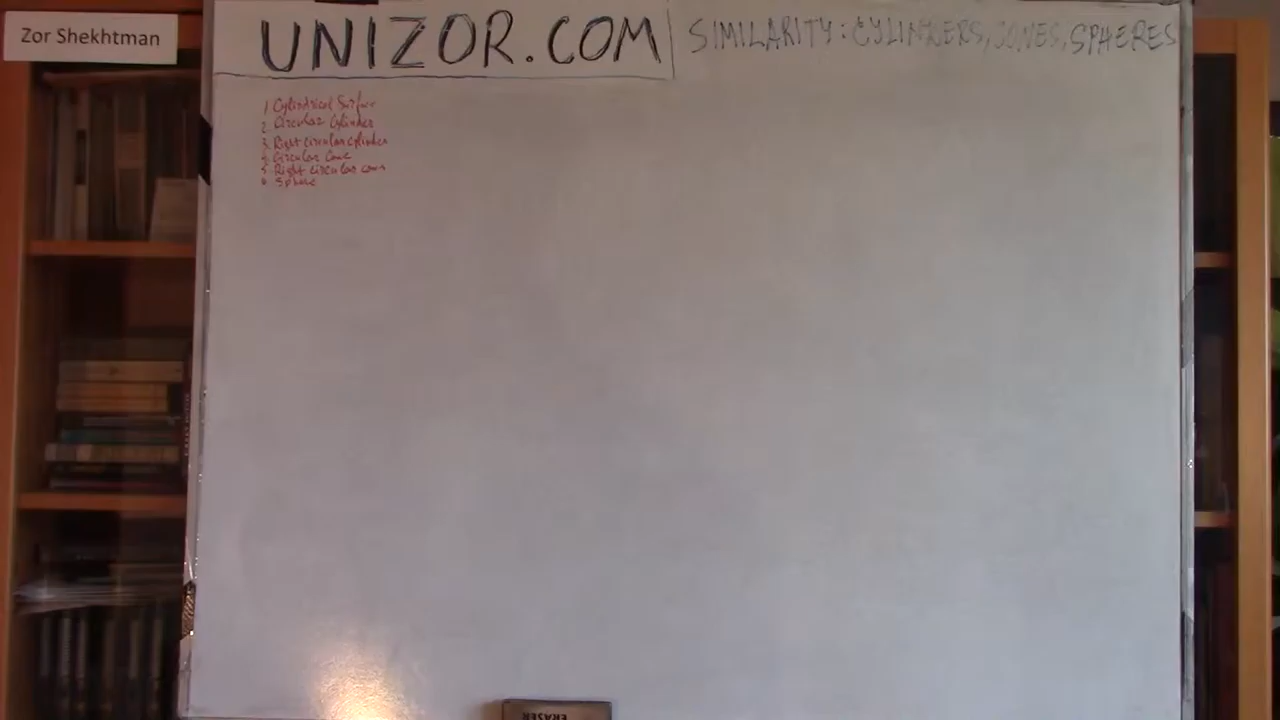 Zor Shekhtman
UNIZOR.COM
SIMILARITY: CYLINDERS, CONES, SPHERES
1 Cylindrical Surface
2. Circular Cylinder
3. Right circular cylinder
4. Circular Cone
5. Right circular cone
6 Sphere
ERASER